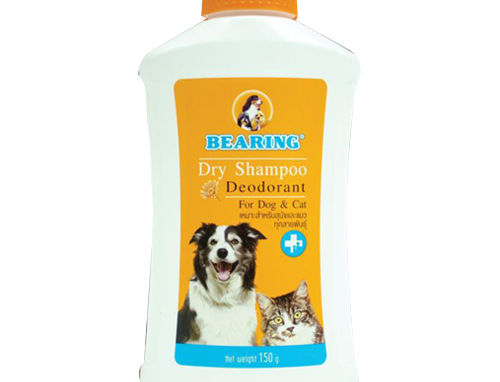 BEARING®
Dry Shampoo
Deodorant
For Dog & Cat
เหมาะสำหรับสุนัขและแมว
ทุกสายพันธุ์
Net weight 150 g